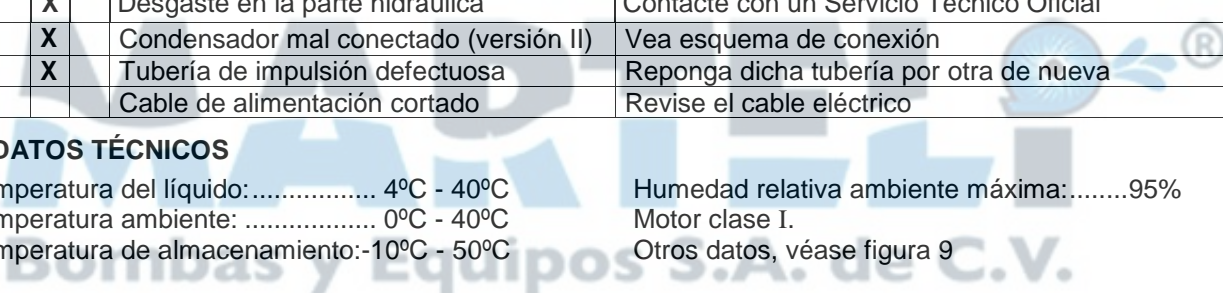 X Desgaste en la parte hidráulica Contacte con un Servicio Técnico Oficial
X Condensador mal conectado (versión II) Vea esquema de conexión
X Tubería de impulsión defectuosa Reponga dicha tubería por otra de nueva
Cable de alimentación cortado Revise el cable eléctrico
DATOS TÉCNICOS
mperatura del líquido:................ 4ºC - 40ºC Humedad relativa ambiente máxima:........95%
mperatura ambiente: .................. 0ºC - 40ºC Motor clase I.
mperatura de almacenamiento:-10ºC - 50ºC Otros datos, véase figura 9
MARTLI ®
Bombas y Equipos S.A. de C.V.